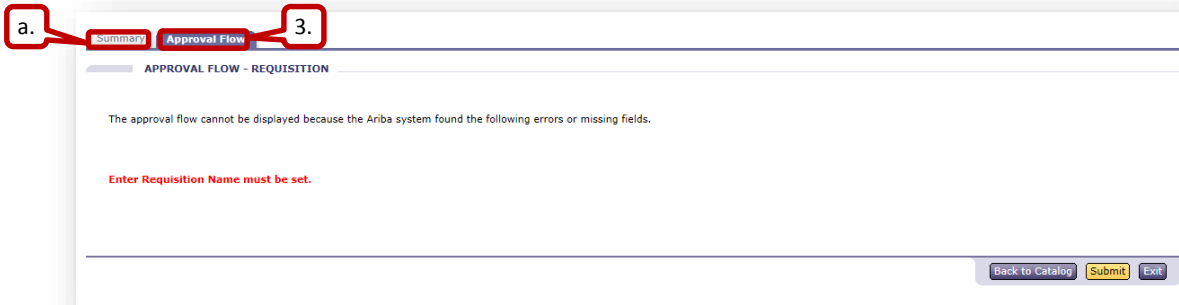 a.
3.
Summary Approval Flow
APPROVAL FLOW - REQUISITION
The approval flow cannot be displayed because the Ariba system found the following errors or missing fields.
Enter Requisition Name must be set.
Back to Catalog Submit Exit